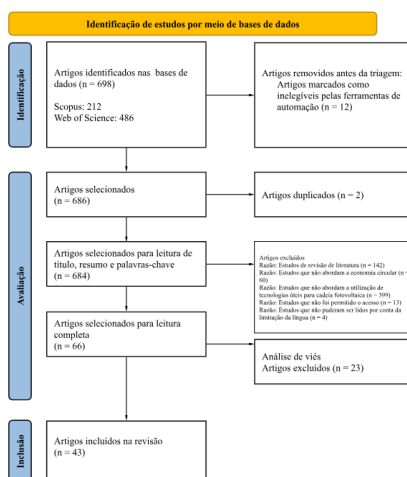 Identificação de estudos por meio de bases de dados
Identificação
Artigos identificados nas bases de
dados (n = 698)
Scopus: 212
Web of Science: 486
Artigos removidos antes da triagem:
Artigos marcados como
inelegíveis pelas ferramentas de
automação (n = 12)
Avaliação
Artigos selecionados
(n = 686)
Artigos duplicados (n = 2)
Artigos selecionados para leitura de
título, resumo e palavras-chave
(n = 684)
Artigos excluídos
Razão: Estudos de revisão de literatura (n = 142)
Razão: Estudos que não abordam a economia circular (n =
60)
Razão: Estudos que não abordam a utilização de
tecnologias úteis para cadeia fotovoltaica (n = 399)
Razão: Estudos que não foi permitido o acesso (n = 13)
Razão: Estudos que não puderam ser lidos por conta da
limitação da língua (n = 4)
Artigos selecionados para leitura
completa
(n = 66)
Análise de viés
Artigos excluídos (n = 23)
Inclusão
Artigos incluídos na revisão
(n = 43)